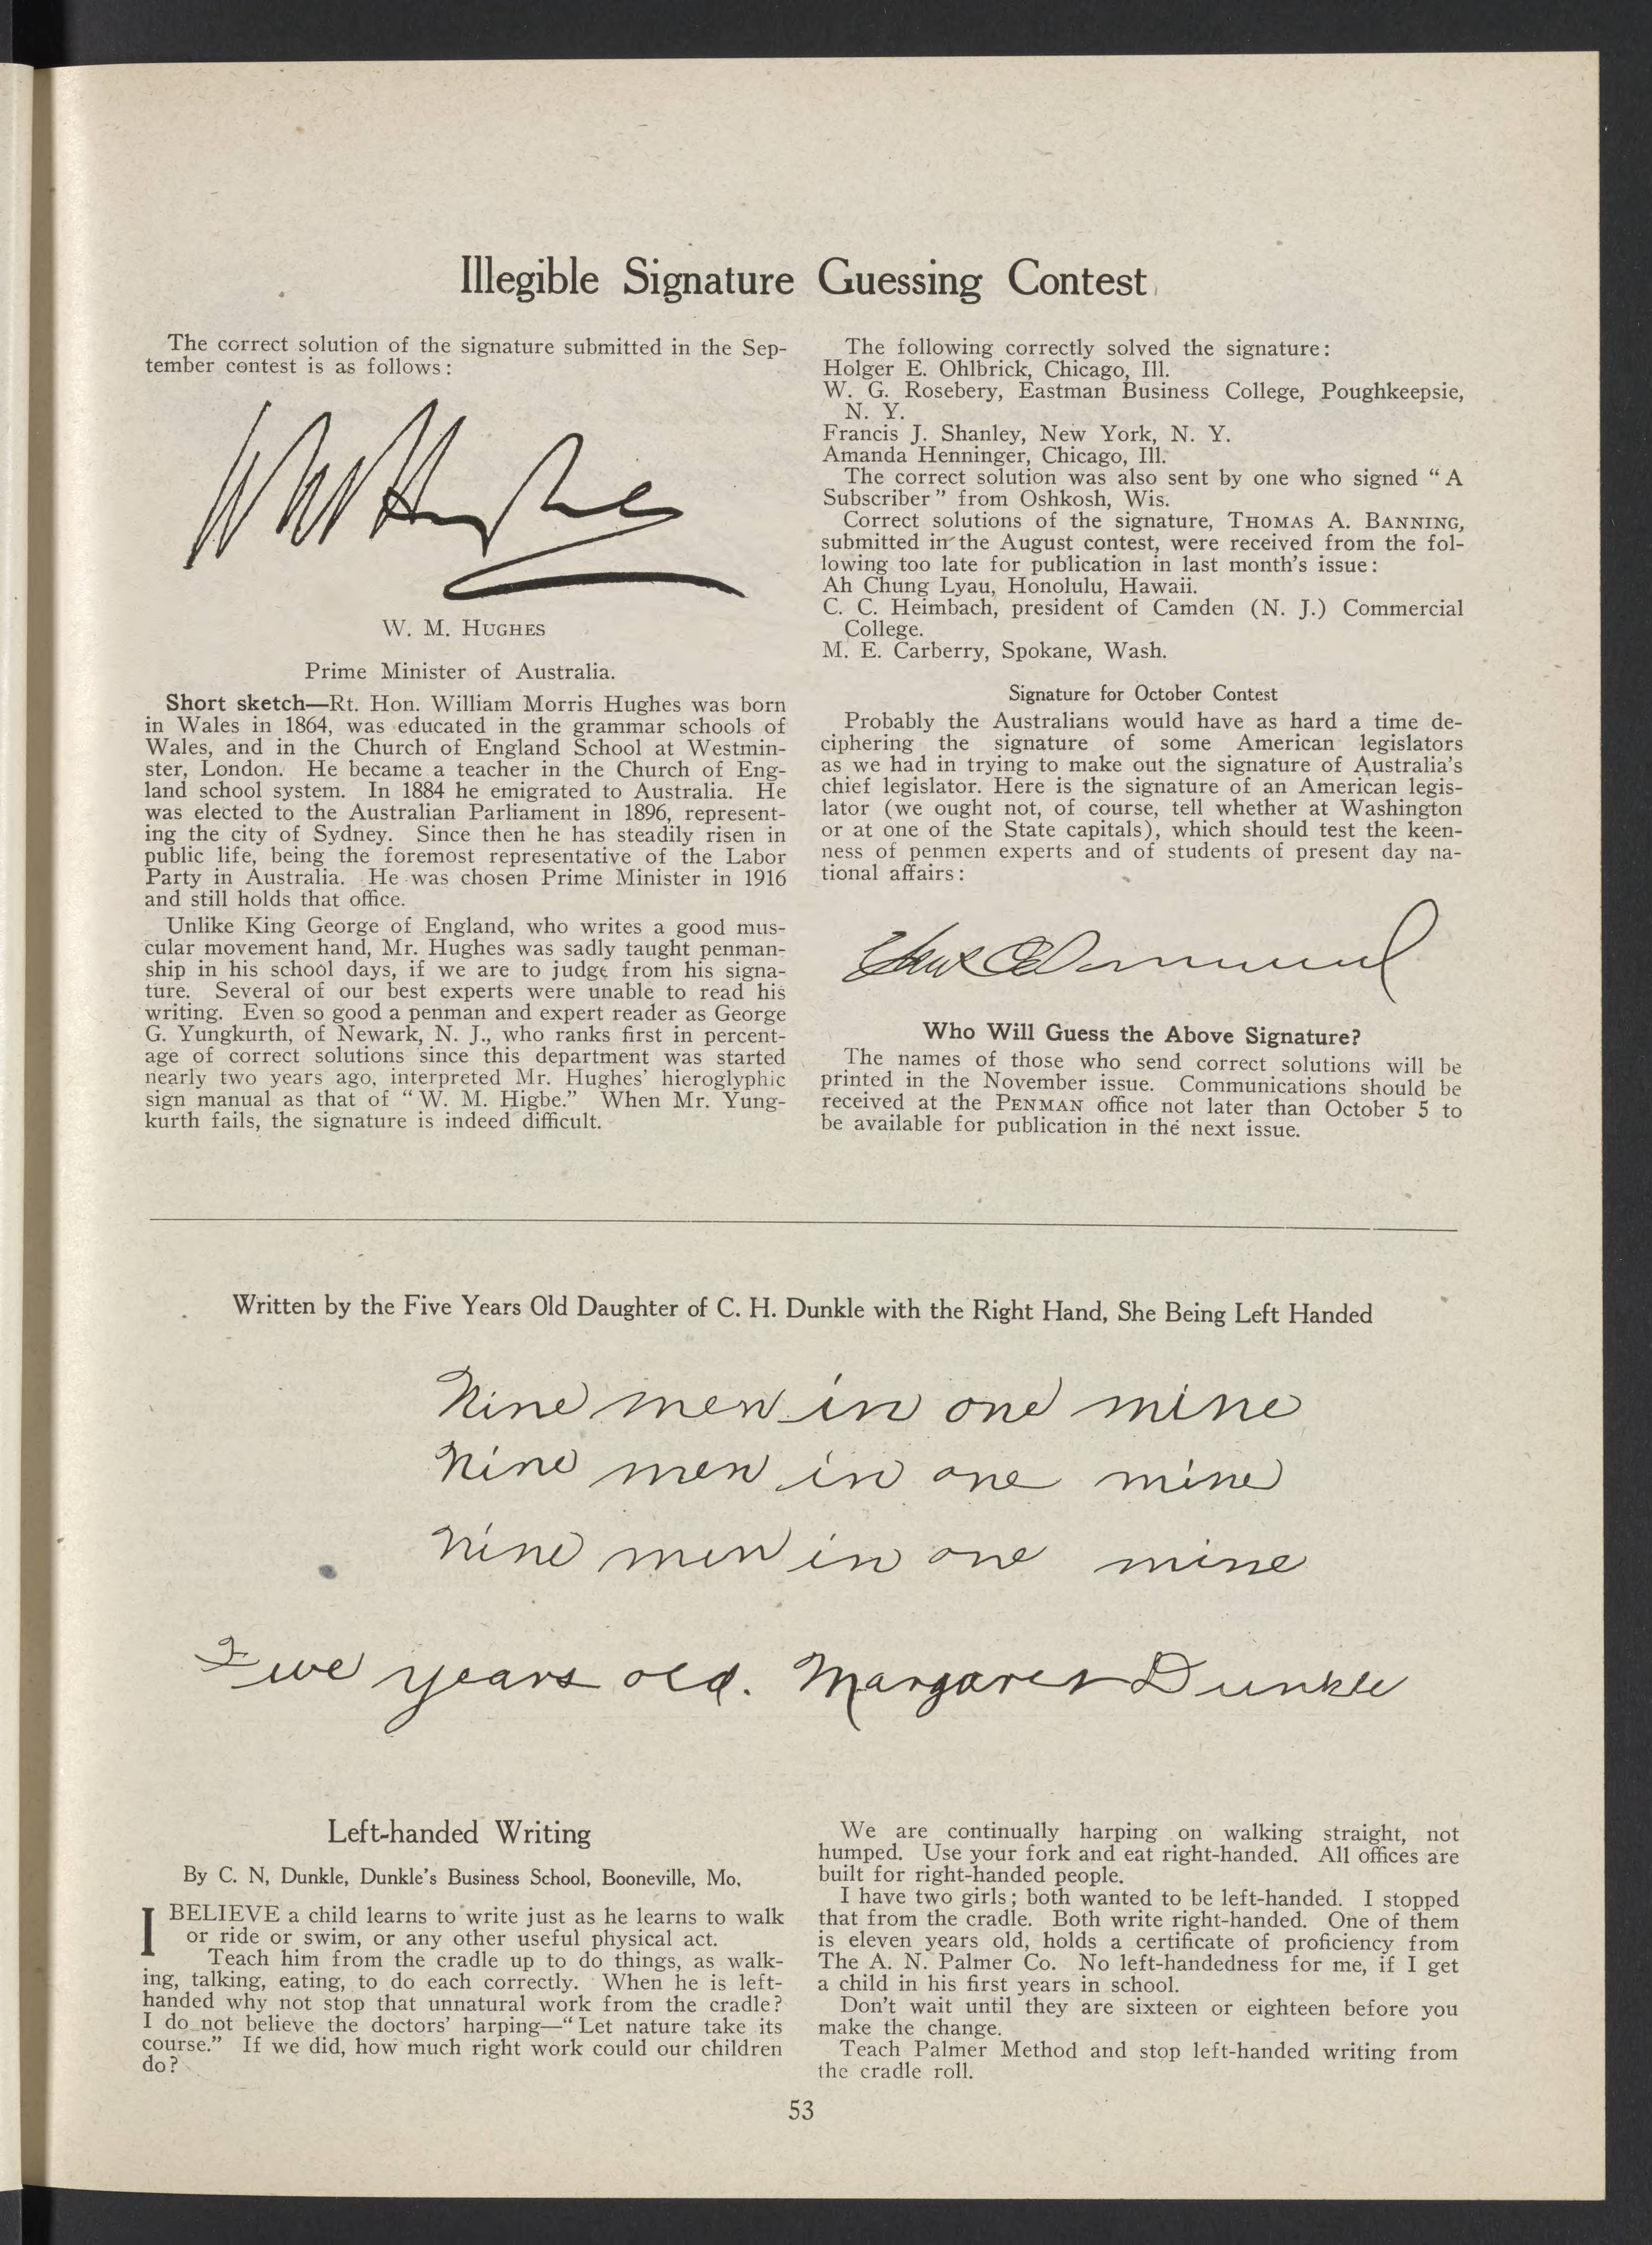 Illegible Signature Guessing Contest
The correct solution of the signature submitted in the Sep-
tember contest is as follows:
W M Hughes
W. M. HUGHES
Prime Minister of Australia.
Short sketch—Rt. Hon. William Morris Hughes was born
in Wales in 1864, was educated in the grammar schools of
Wales, and in the Church of England School at Westmin-
ster, London. He became a teacher in the Church of Eng-
land school system. In 1884 he emigrated to Australia. He
was elected to the Australian Parliament in 1896, represent-
ing the city of Sydney. Since then he has steadily risen in
public life, being the foremost representative of the Labor
Party in Australia. He was chosen Prime Minister in 1916
and still holds that office.
Unlike King George of England, who writes a good mus-
cular movement hand, Mr. Hughes was sadly taught penman-
ship in his school days, if we are to judge from his signa-
ture. Several of our best experts were unable to read his
writing. Even so good a penman and expert reader as George
G. Yungkurth, of Newark, N. J., who ranks first in percent-
age of correct solutions since this department was started
nearly two years ago, interpreted Mr. Hughes' hieroglyphic
sign manual as that of "W. M. Higbe." When Mr. Yung-
kurth fails, the signature is indeed difficult.
The following correctly solved the signature:
Holger E. Ohlbrick, Chicago, Ill.
W. G. Rosebery, Eastman Business College, Poughkeepsie,
N. Y.
Francis J. Shanley, New York, N. Y.
Amanda Henninger, Chicago, Ill.
The correct solution was also sent by one who signed "A
Subscriber" from Oshkosh, Wis.
Correct solutions of the signature, THOMAS A. BANNING,
submitted in the August contest, were received from the fol-
lowing too late for publication in last month's issue:
Ah Chung Lyau, Honolulu, Hawaii.
C. C. Heimbach, president of Camden (N. J.) Commercial
College.
M. E. Carberry, Spokane, Wash.
Signature for October Contest
Probably the Australians would have as hard a time de-
ciphering the signature of some American legislators
as we had in trying to make out the signature of Australia's
chief legislator. Here is the signature of an American legis-
lator (we ought not, of course, tell whether at Washington
or at one of the State capitals), which should test the keen-
ness of penmen experts and of students of present day na-
tional affairs:
Who Will Guess the Above Signature?
The names of those who send correct solutions will be
printed in the November issue. Communications should be
received at the PENMAN office not later than October 5 to
be available for publication in the next issue.
Written by the Five Years Old Daughter of C. H. Dunkle with the Right Hand, She Being Left Handed
Nine men in one mine
Nine men in one mine
Nine men in one mine
Five years old. Margaret Dunkle
Left-handed Writing
By C. N, Dunkle, Dunkle's Business School, Booneville, Mo,
I BELIEVE a child learns to write just as he learns to walk
or ride or swim, or any other useful physical act.
Teach him from the cradle up to do things, as walk-
ing, talking, eating, to do each correctly. When he is left-
handed why not stop that unnatural work from the cradle?
I do not believe the doctors' harping—"Let nature take its
course." If we did, how much right work could our children
do?
We are continually harping on walking straight, not
humped. Use your fork and eat right-handed. All offices are
built for right-handed people.
I have two girls; both wanted to be left-handed. I stopped
that from the cradle. Both write right-handed. One of them
is eleven years old, holds a certificate of proficiency from
The A. N. Palmer Co. No left-handedness for me, if I get
a child in his first years in school.
Don't wait until they are sixteen or eighteen before you
make the change.
Teach Palmer Method and stop left-handed writing from
the cradle roll.
53